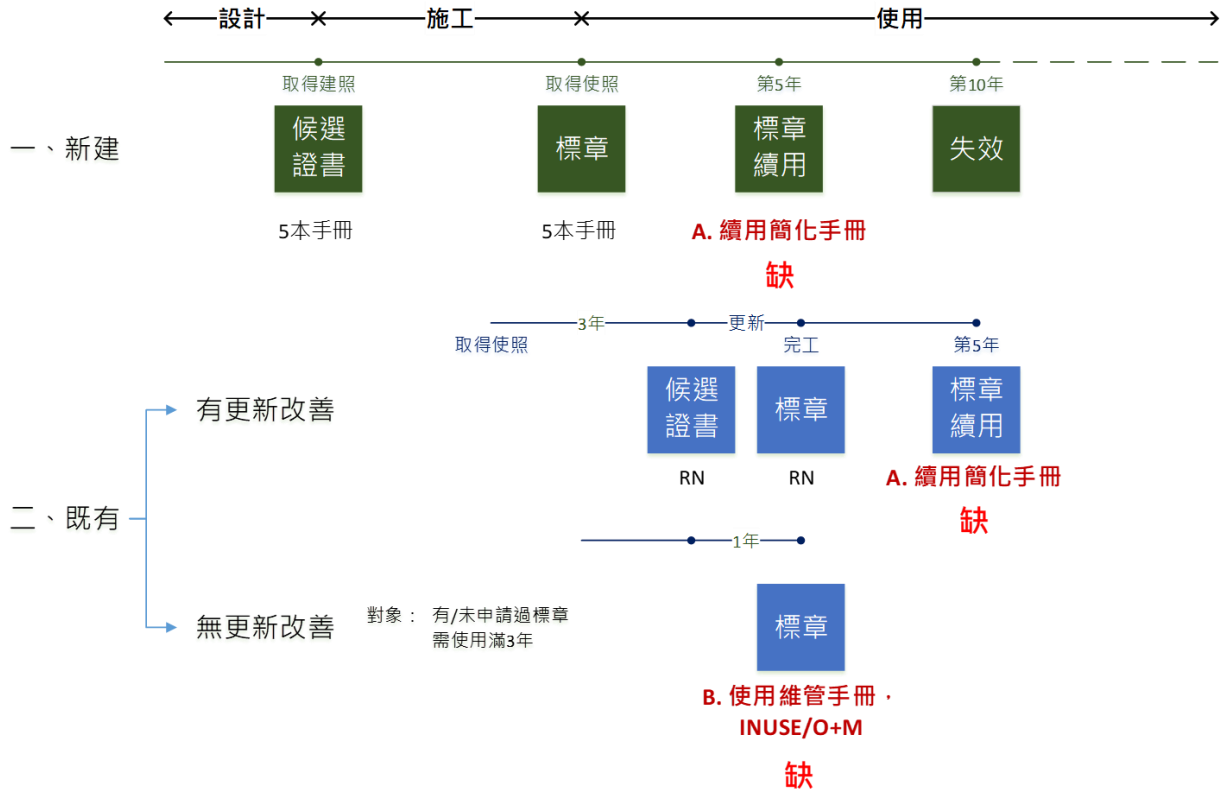 設計
施工
使用
取得建照
取得使照
第5年
第10年
一、新建
候選
證書
標章
標章
續用
失效
5本手冊
5本手冊
A. 續用簡化手冊
缺
3年
更新
取得使照
完工
第5年
有更新改善
候選
證書
標章
標章
續用
RN
RN
A. 續用簡化手冊
缺
二、既有
1年
無更新改善
對象： 有/未申請過標章
需使用滿3年
標章
B. 使用維管手冊，
INUSE/O+M
缺